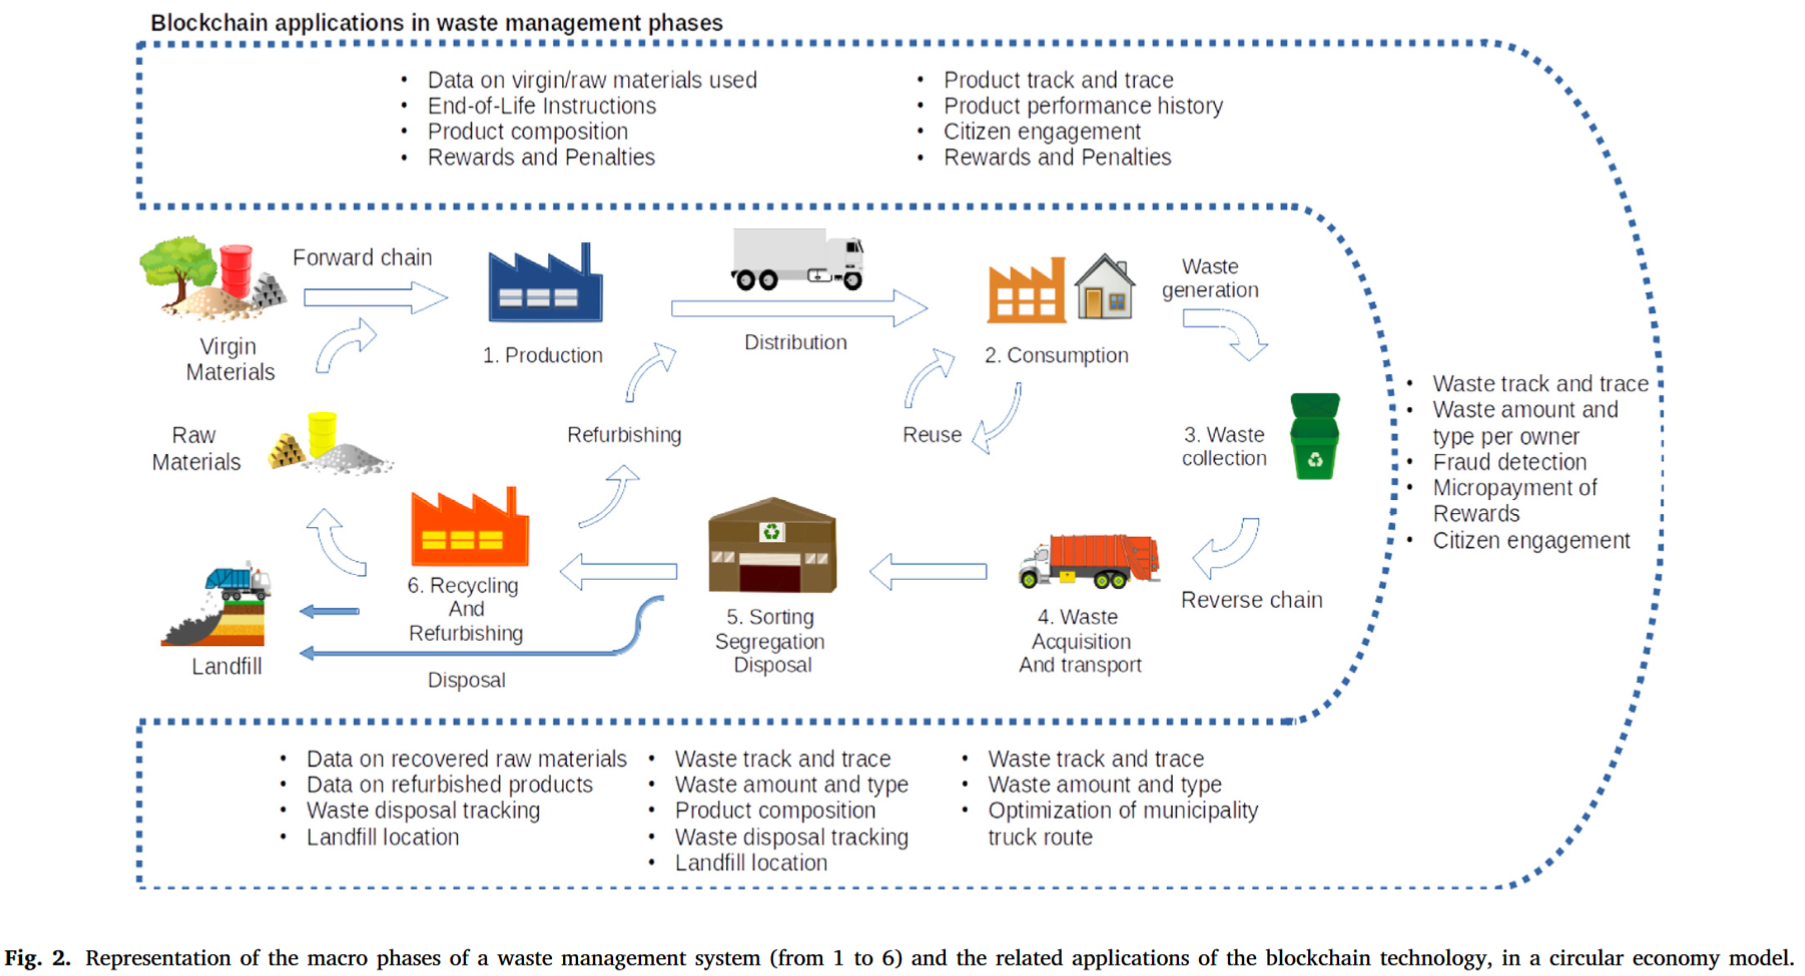 Blockchain applications in waste management phases
• Data on virgin/raw materials used
• End-of-Life Instructions
• Product composition
• Rewards and Penalties
• Product track and trace
• Product performance history
• Citizen engagement
• Rewards and Penalties
Forward chain
Virgin
Materials
1. Production
Distribution
2. Consumption
Waste
generation
Raw
Materials
Refurbishing
Reuse
3. Waste
collection
• Waste track and trace
• Waste amount and
type per owner
• Fraud detection
• Micropayment of
Rewards
• Citizen engagement
Reverse chain
4. Waste
Acquisition
And transport
5. Sorting
Segregation
Disposal
6. Recycling
And
Refurbishing
Landfill
Disposal
• Data on recovered raw materials
• Data on refurbished products
• Waste disposal tracking
• Landfill location
• Waste track and trace
• Waste amount and type
• Product composition
• Waste disposal tracking
• Landfill location
• Waste track and trace
• Waste amount and type
• Optimization of municipality
truck route
Fig. 2. Representation of the macro phases of a waste management system (from 1 to 6) and the related applications of the blockchain technology, in a circular economy model.